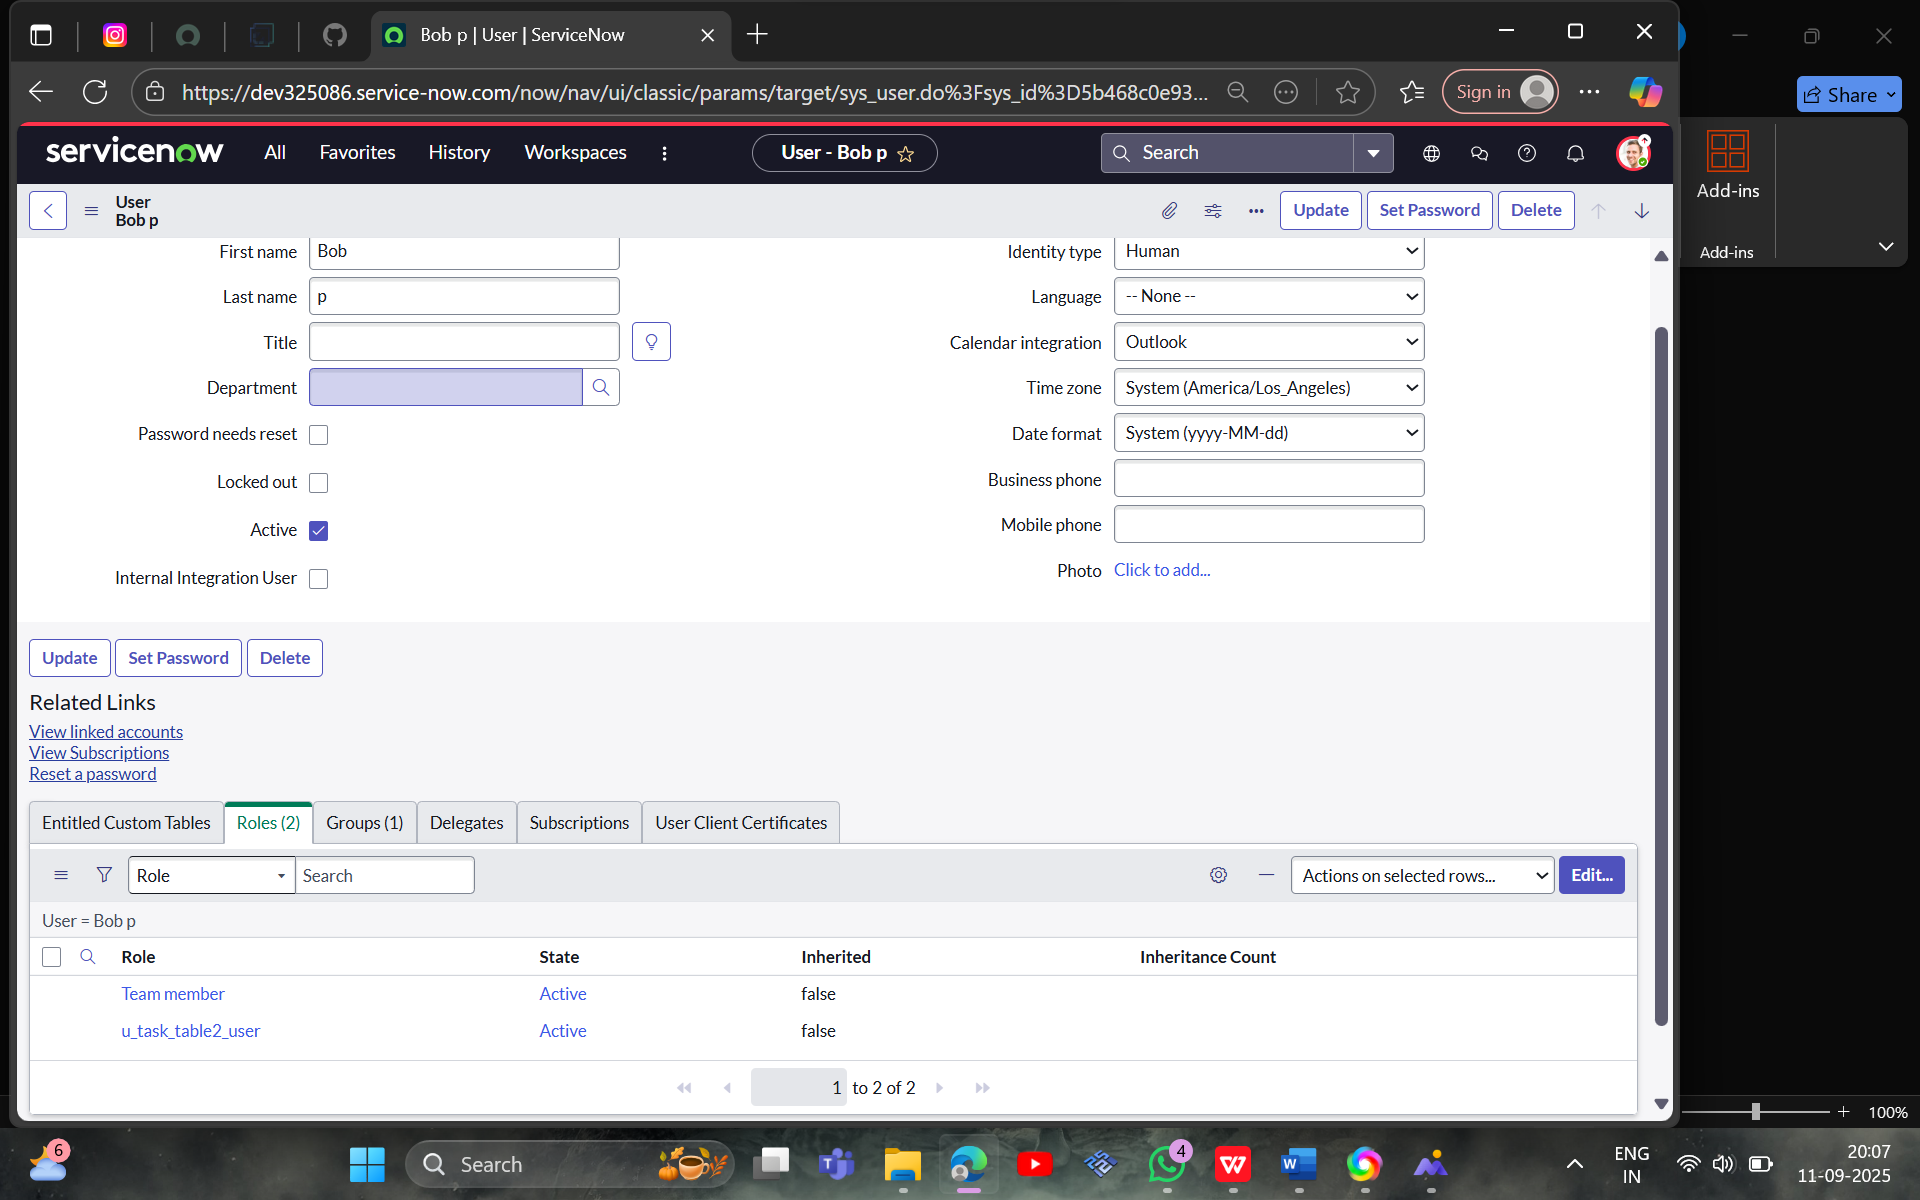 Bob p | User | ServiceNow
https://dev325086.service-now.com/now/nav/ui/classic/params/target/sys_user.do%3Fsys_id%3D5b468c0e93...
Sign in
Share
servicenow
All
Favorites
History
Workspaces
User - Bob p
Search
Add-ins
Add-ins
User
Bob p
Update
Set Password
Delete
First name
Bob
Identity type
Human
Last name
p
Language
-- None --
Title
Calendar integration
Outlook
Department
Time zone
System (America/Los_Angeles)
Password needs reset
Date format
System (yyyy-MM-dd)
Locked out
Business phone
Active
Mobile phone
Internal Integration User
Photo
Click to add...
Update
Set Password
Delete
Related Links
View linked accounts
View Subscriptions
Reset a password
Entitled Custom Tables
Roles (2)
Groups (1)
Delegates
Subscriptions
User Client Certificates
Role
Search
Actions on selected rows...
Edit...
User = Bob p
Role
State
Inherited
Inheritance Count
Team member
Active
false
u_task_table2_user
Active
false
1 to 2 of 2
100%
6
Search
4
ENG
IN
20:07
11-09-2025